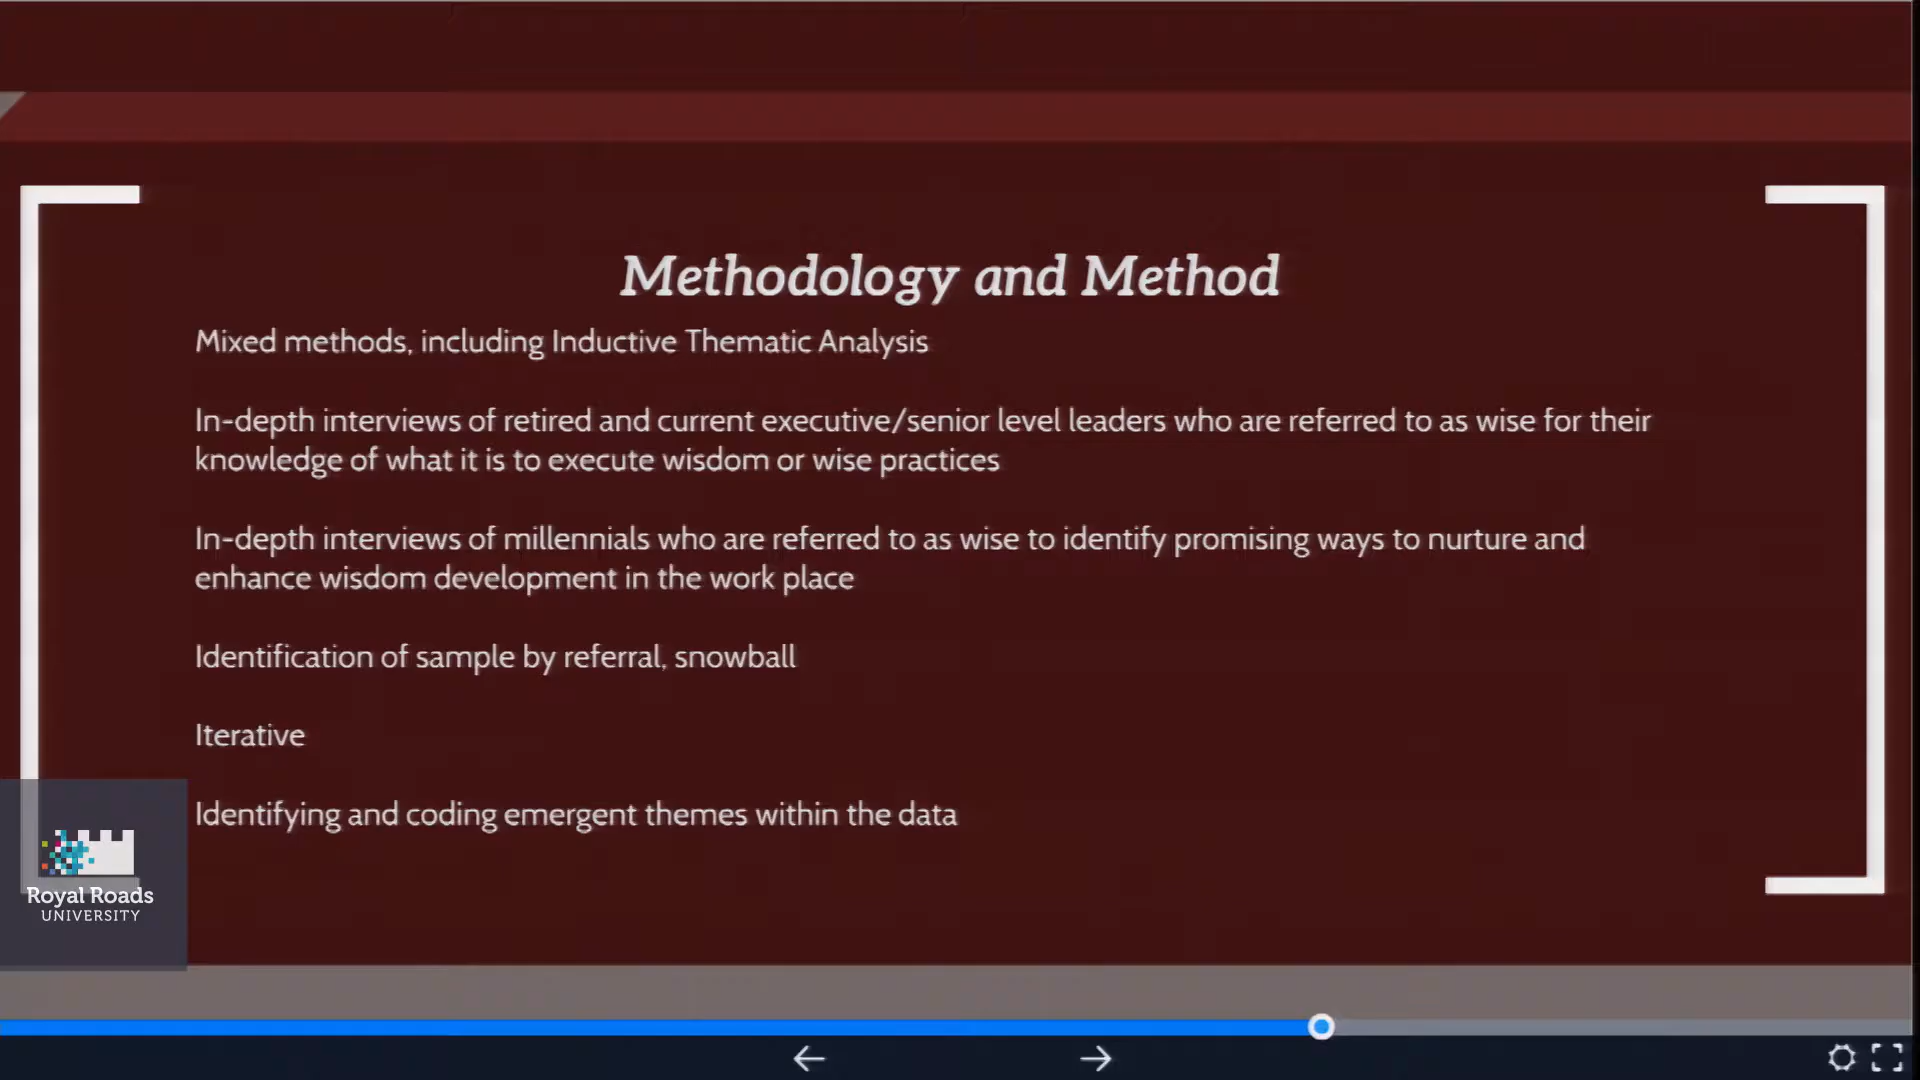 Methodology and Method
Mixed methods, including Inductive Thematic Analysis
In-depth interviews of retired and current executive/senior level leaders who are referred to as wise for their
knowledge of what it is to execute wisdom or wise practices
In-depth interviews of millennials who are referred to as wise to identify promising ways to nurture and
enhance wisdom development in the work place
Identification of sample by referral, snowball
Iterative
Identifying and coding emergent themes within the data
Royal Roads
UNIVERSITY